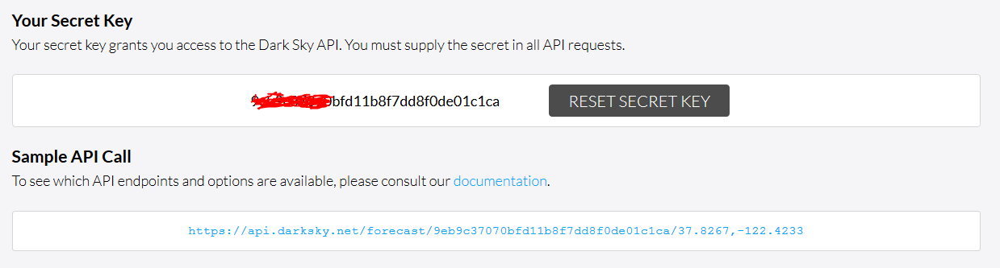 Your Secret Key
Your secret key grants you access to the Dark Sky API. You must supply the secret in all API requests.
bfd11b8f7dd8f0de01c1ca RESET SECRET KEY
Sample API Call
To see which API endpoints and options are available, please consult our documentation.
https://api.darksky.net/forecast/9eb9c37070bfd11b8f7dd8f0de01c1ca/37.8267,-122.4233